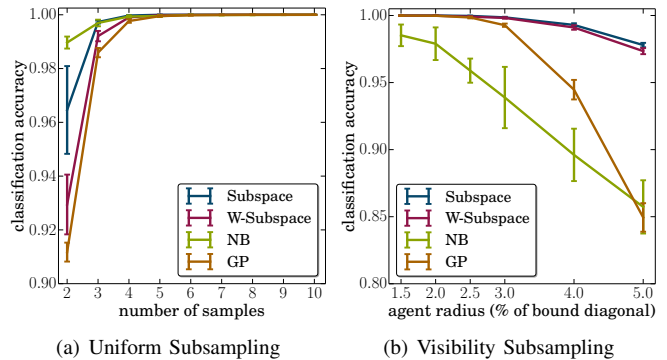 classification accuracy
1.00
0.98
0.96
0.94
0.92
0.90
2 3 4 5 6 7 8 9 10
number of samples
Subspace
W-Subspace
NB
GP
(a) Uniform Subsampling
classification accuracy
1.00
0.95
0.90
0.85
0.80
1.5 2.0 2.5 3.0 4.0 5.0
agent radius (% of bound diagonal)
Subspace
W-Subspace
NB
GP
(b) Visibility Subsampling